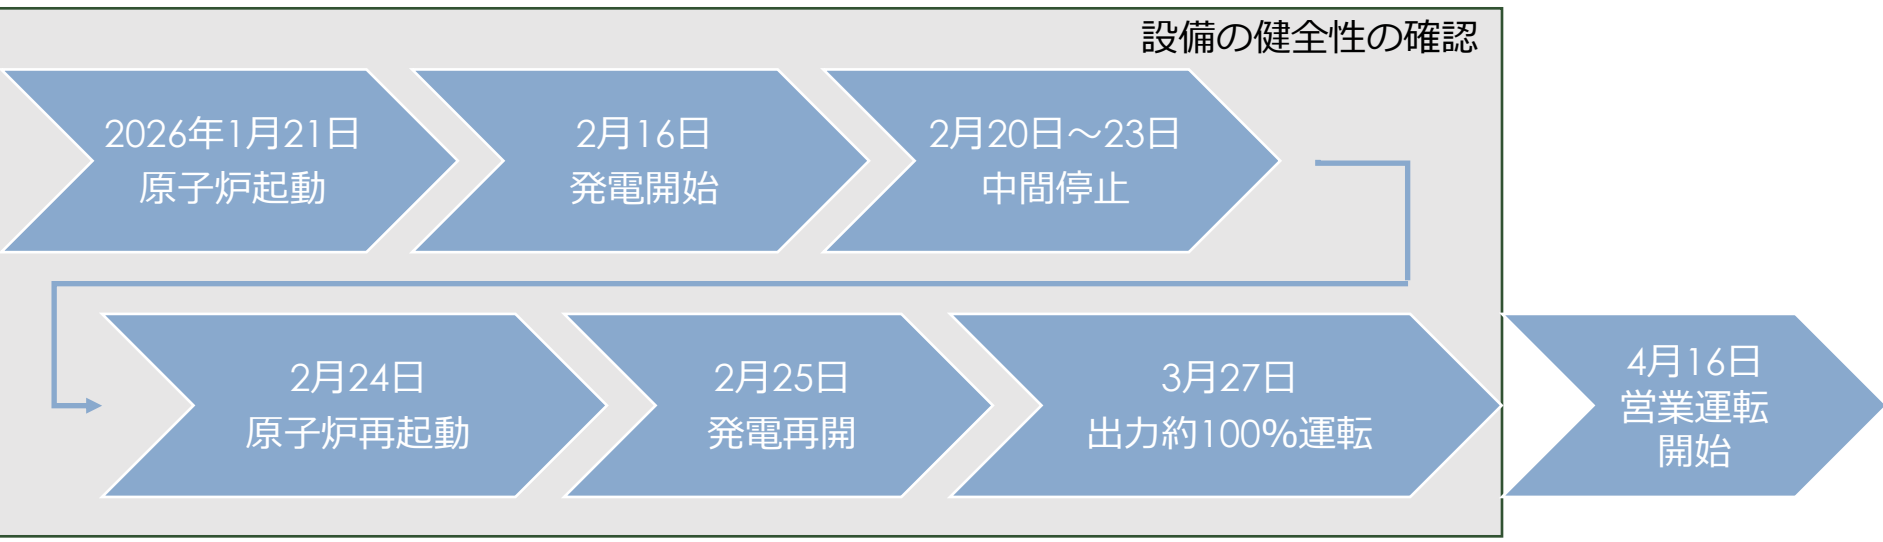 設備の健全性の確認
2026年1月21日
原子炉起動
2月16日
発電開始
2月20日～23日
中間停止
2月24日
原子炉再起動
2月25日
発電再開
3月27日
出力約100%運転
4月16日
営業運転
開始